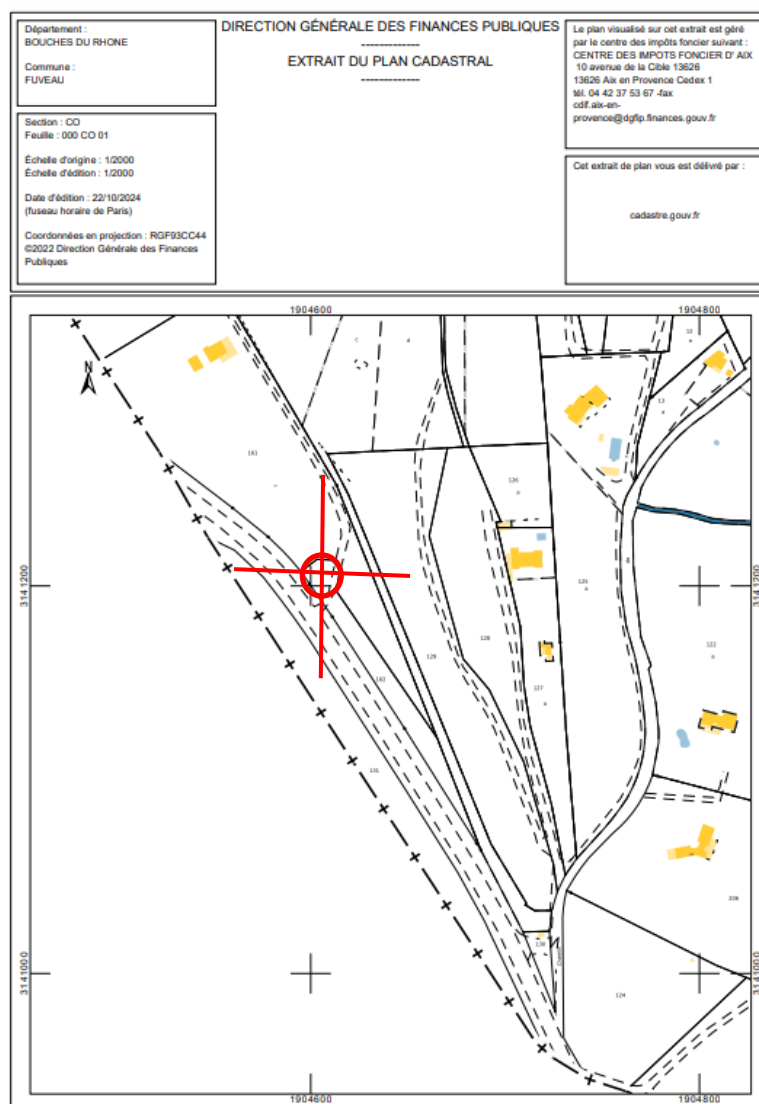 Département :
BOUCHES DU RHONE
Commune :
FUVEAU
Section : CO
Feuille : 000 CO 01
Échelle d'origine : 1/2000
Échelle d'édition : 1/2000
Date d'édition : 22/10/2024
(fuseau horaire de Paris)
Coordonnées en projection : RGF93CC44
©2022 Direction Générale des Finances
Publiques
DIRECTION GÉNÉRALE DES FINANCES PUBLIQUES
-------------
EXTRAIT DU PLAN CADASTRAL
-------------
Le plan visualisé sur cet extrait est géré
par le centre des impôts foncier suivant :
CENTRE DES IMPOTS FONCIER D' AIX
10 avenue de la Cible 13626
13626 Aix en Provence Cedex 1
tél. 04 42 37 53 67 -fax
cdif.aix-en-
provence@dgfip.finances.gouv.fr
Cet extrait de plan vous est délivré par :
cadastre.gouv.fr
1904600
1904800
N
161
126
3141200
3141200
125
128
129
122
162
127
131
206
130
3141000
3141000
124
1904600
1904800